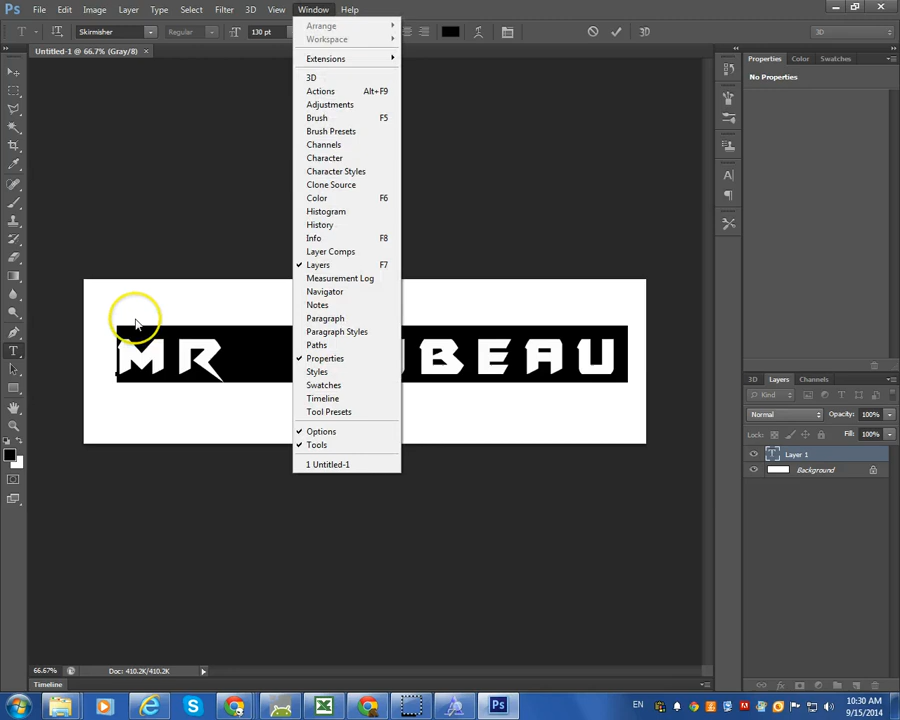 Ps File Edit Image Layer Type Select Filter 3D View Window Help
T Skirmisher Regular 130 pt 3D 3D
Untitled-1 @ 66.7% (Gray/8) ×
Arrange
Workspace
Extensions
3D
Actions Alt+F9
Adjustments
Brush F5
Brush Presets
Channels
Character
Character Styles
Clone Source
Color F6
Histogram
History
Info F8
Layer Comps
Layers F7
Measurement Log
Navigator
Notes
Paragraph
Paragraph Styles
Paths
Properties
Styles
Swatches
Timeline
Tool Presets
Options
Tools
1 Untitled-1
MR UBEAU
Properties Color Swatches
No Properties
3D Layers Channels
Kind
Normal Opacity: 100%
Lock: Fill: 100%
T Layer 1
Background
66.67% Doc: 410.2K/410.2K
Timeline
EN 10:30 AM
9/15/2014